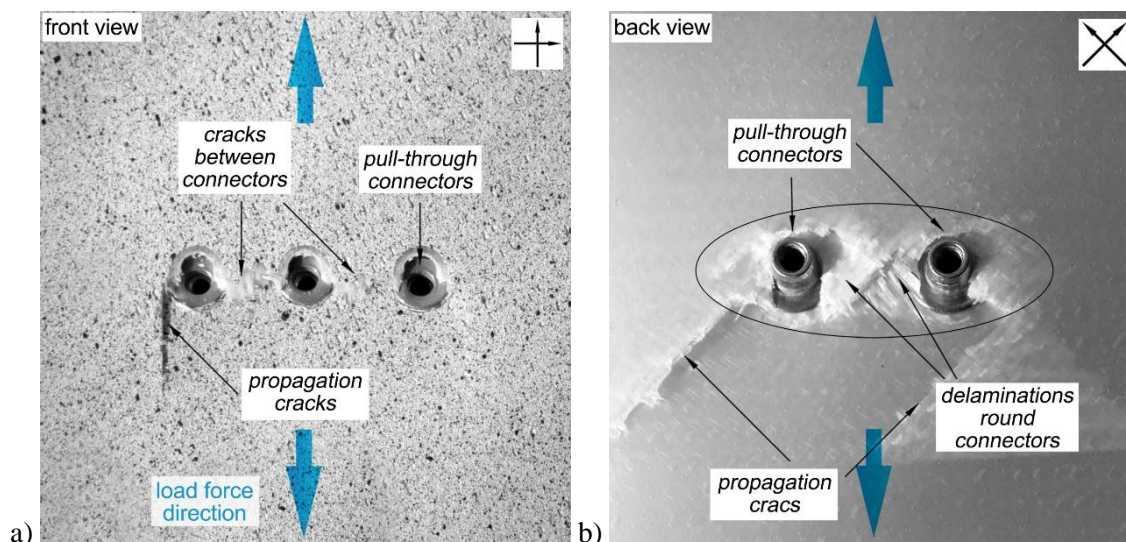 front view
cracks
between
connectors
pull-through
connectors
propagation
cracks
load force
direction
a)
back view
pull-through
connectors
delaminations
round
connectors
propagation
cracs
b)